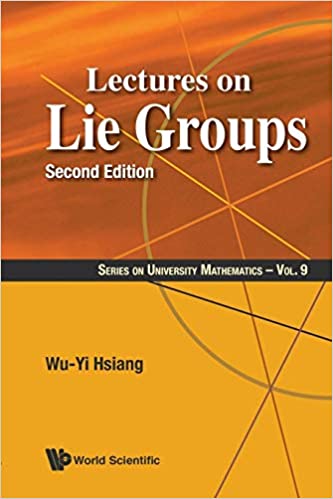 Lectures on
Lie Groups
Second Edition
Series on University Mathematics – Vol. 9
Wu-Yi Hsiang
World Scientific